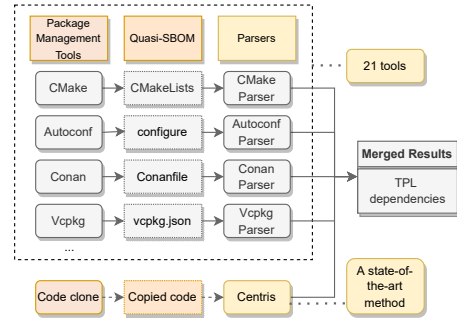 Package
Management
Tools
Quasi-SBOM
Parsers
21 tools
CMake
CMakeLists
CMake
Parser
Autoconf
configure
Autoconf
Parser
Merged Results
TPL
dependencies
Conan
Conanfile
Conan
Parser
Vcpkg
vcpkg.json
Vcpkg
Parser
...
Code clone
Copied code
Centris
A state-of-
the-art
method